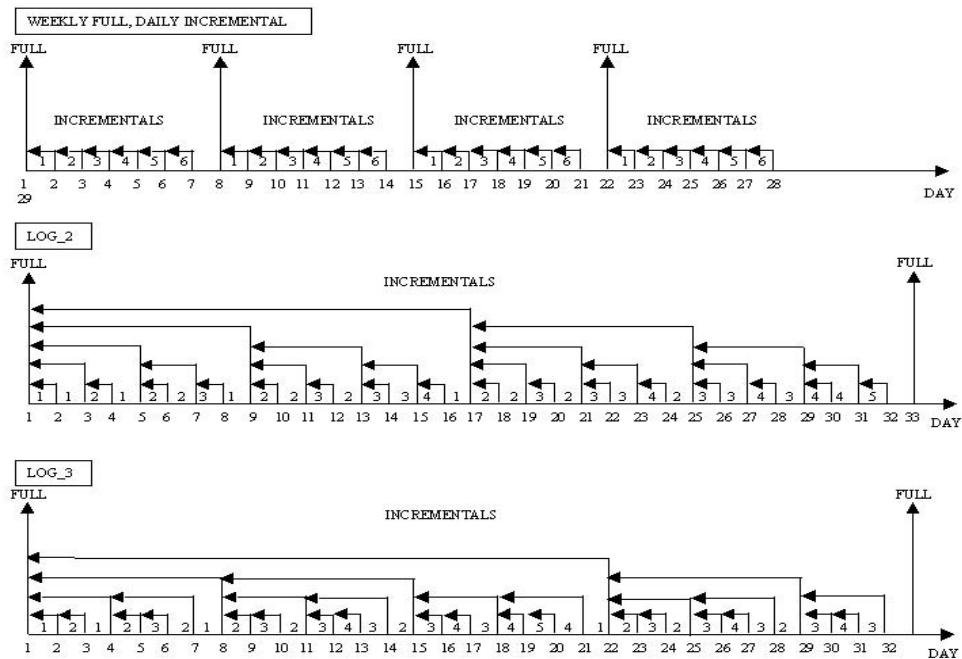 WEEKLY FULL, DAILY INCREMENTAL
FULL FULL FULL FULL
INCREMENTALS INCREMENTALS INCREMENTALS INCREMENTALS
1 2 3 4 5 6 1 2 3 4 5 6 1 2 3 4 5 6 1 2 3 4 5 6
1 2 3 4 5 6 7 8 9 10 11 12 13 14 15 16 17 18 19 20 21 22 23 24 25 26 27 28
29 DAY
LOG_2
FULL FULL
INCREMENTALS
1 1 2 1 2 2 3 1 2 2 3 2 3 3 4 1 2 2 3 2 3 3 4 2 3 3 4 3 4 4 5
1 2 3 4 5 6 7 8 9 10 11 12 13 14 15 16 17 18 19 20 21 22 23 24 25 26 27 28 29 30 31 32 33
DAY
LOG_3
FULL FULL
INCREMENTALS
1 2 1 2 3 2 1 2 3 2 3 4 3 2 3 4 3 4 5 4 1 2 3 2 3 4 3 2 3 4 3
1 2 3 4 5 6 7 8 9 10 11 12 13 14 15 16 17 18 19 20 21 22 23 24 25 26 27 28 29 30 31 32
DAY